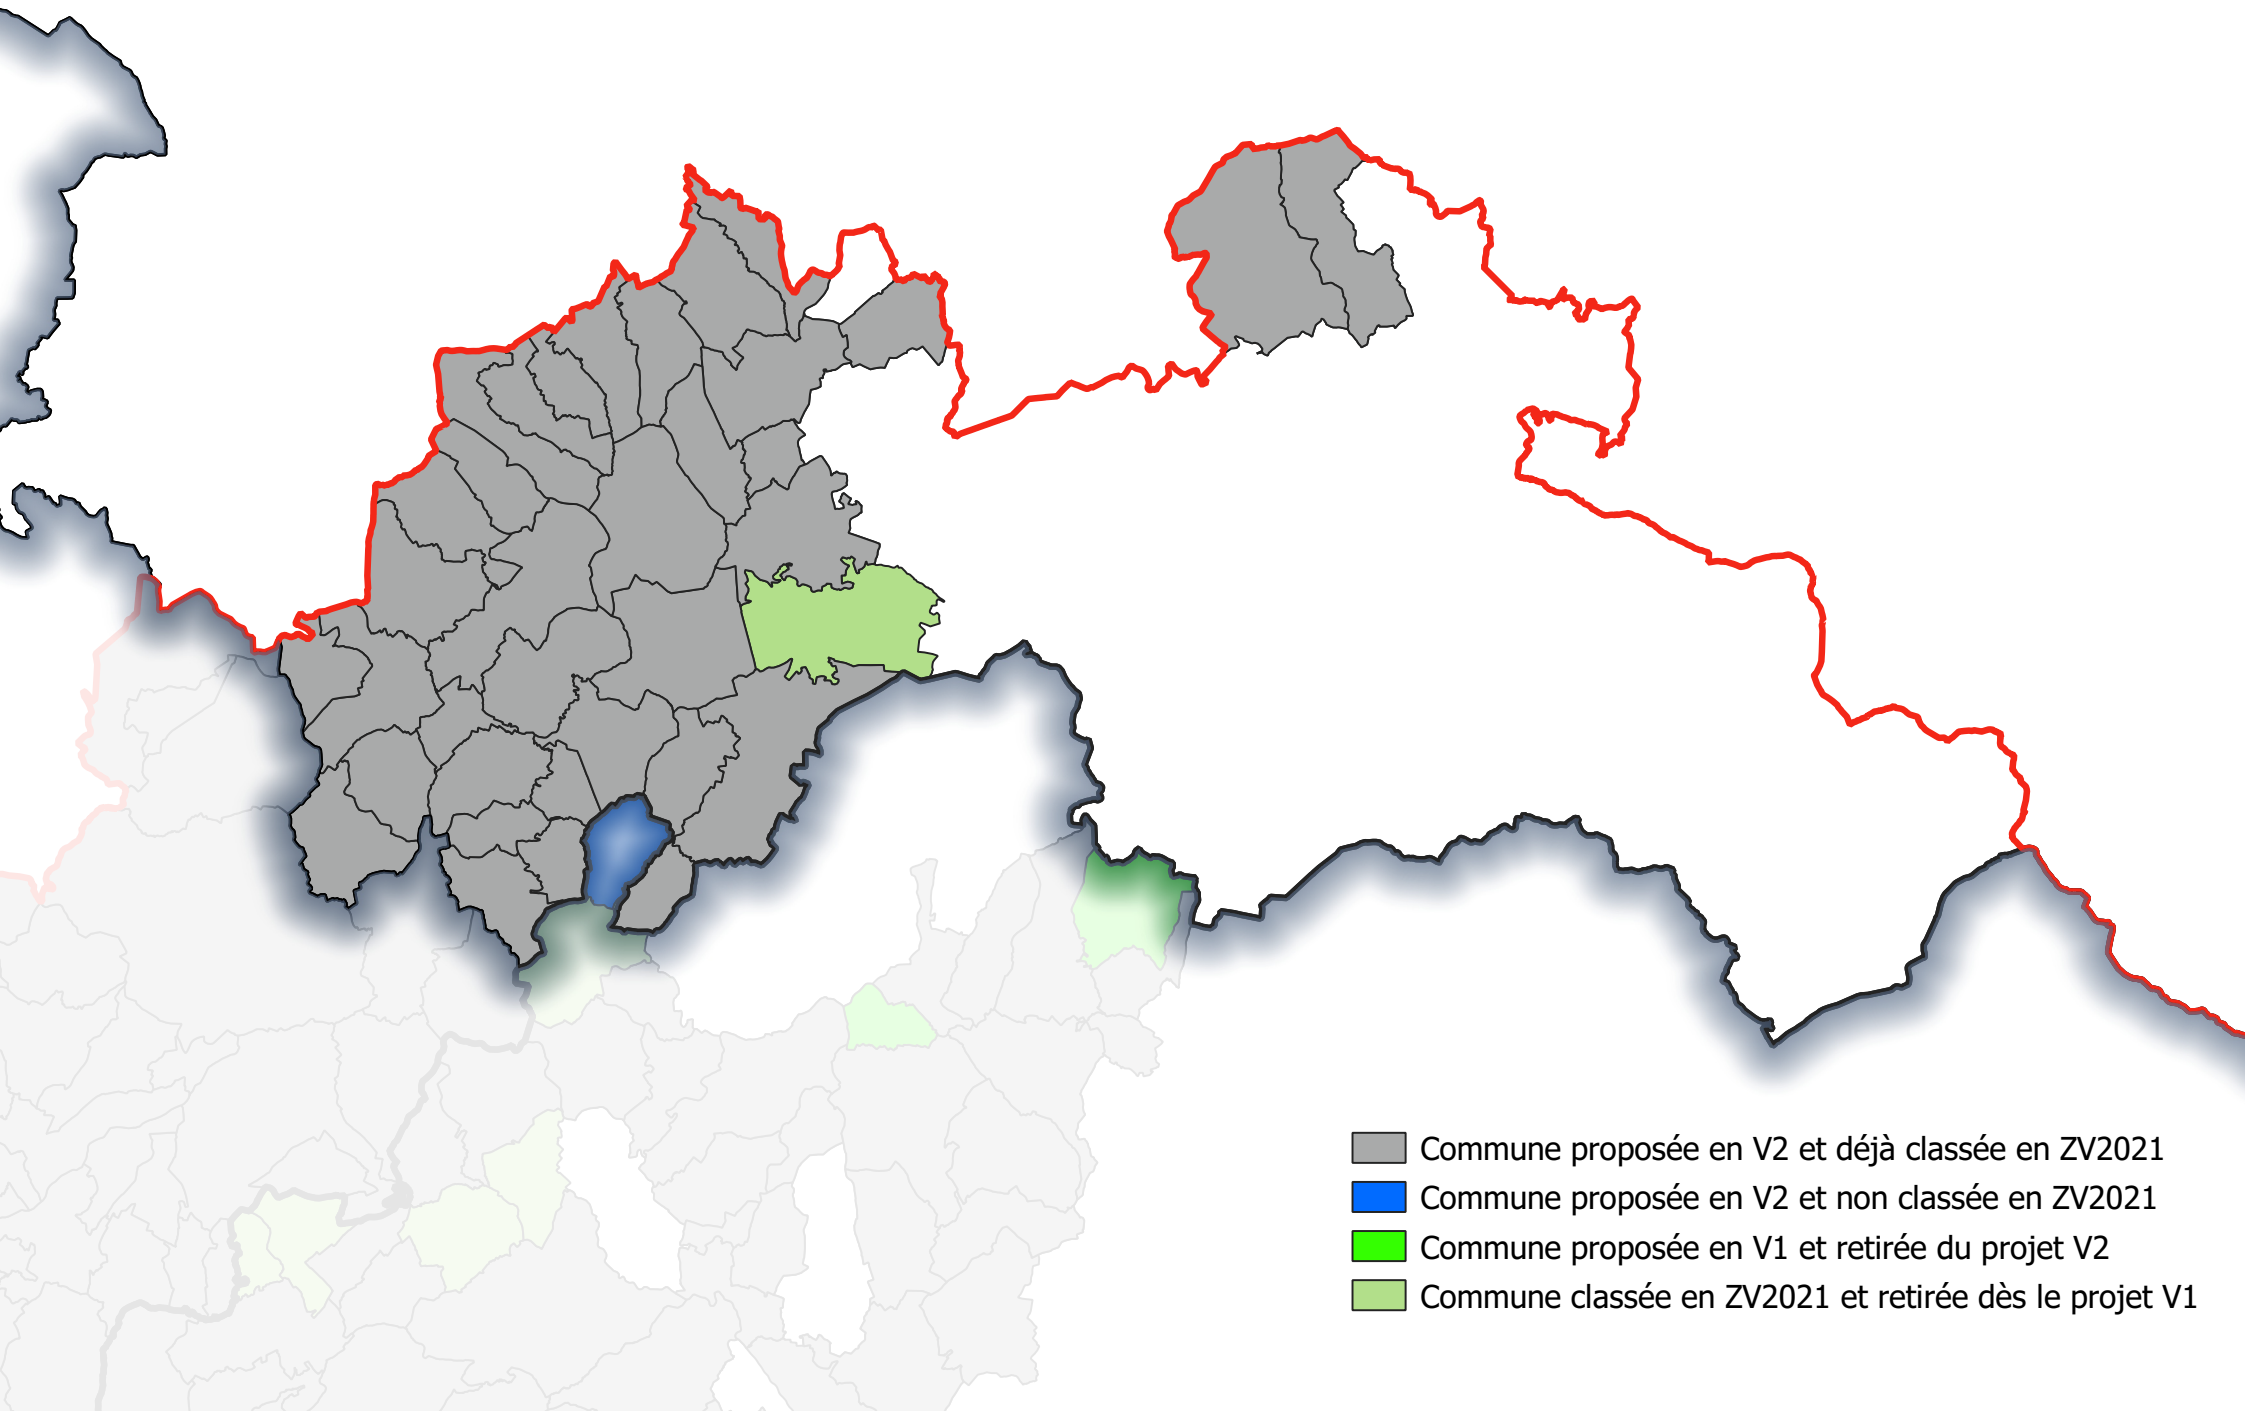 Commune proposée en V2 et déjà classée en ZV2021
Commune proposée en V2 et non classée en ZV2021
Commune proposée en V1 et retirée du projet V2
Commune classée en ZV2021 et retirée dès le projet V1